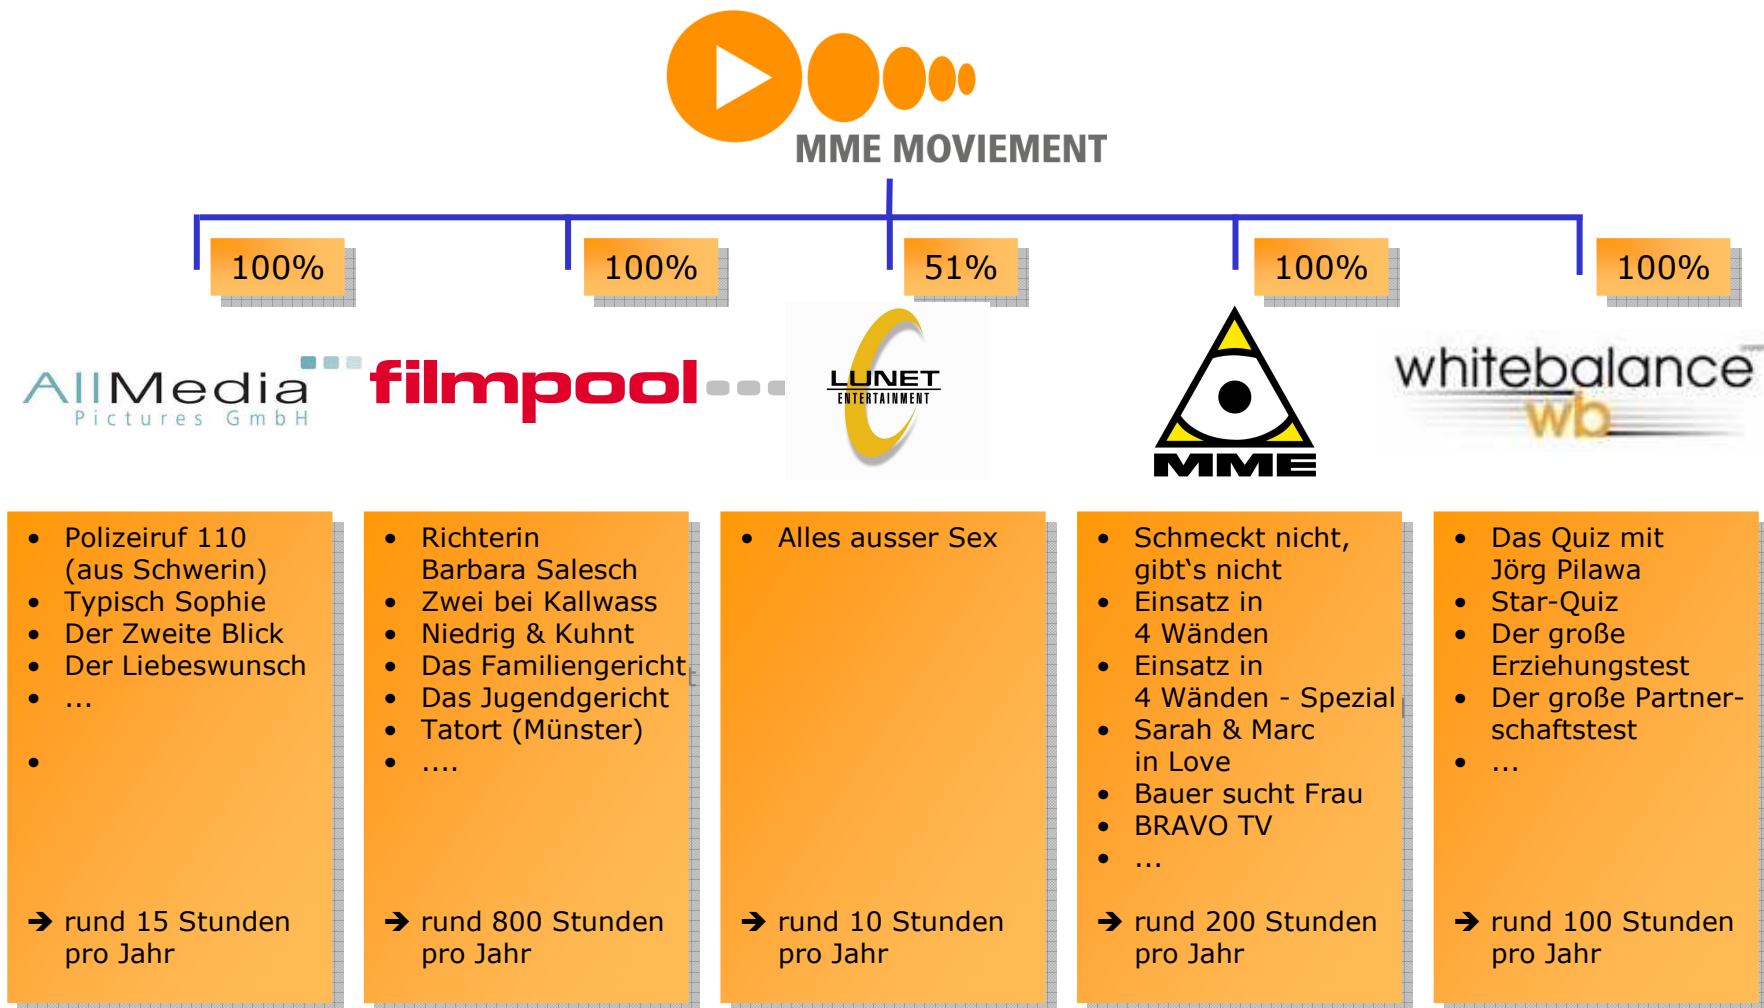 MME MOVIEMENT
100%
100%
51%
100%
100%
AllMedia
Pictures GmbH
filmpool
LUNET
ENTERTAINMENT
MME
whitebalance
wb
• Polizeiruf 110
(aus Schwerin)
• Typisch Sophie
• Der Zweite Blick
• Der Liebeswunsch
• ...
•
➔ rund 15 Stunden
pro Jahr
• Richterin
Barbara Salesch
• Zwei bei Kallwass
• Niedrig & Kuhnt
• Das Familiengericht
• Das Jugendgericht
• Tatort (Münster)
• ....
➔ rund 800 Stunden
pro Jahr
• Alles ausser Sex
➔ rund 10 Stunden
pro Jahr
• Schmeckt nicht,
gibt‘s nicht
• Einsatz in
4 Wänden
• Einsatz in
4 Wänden - Spezial
• Sarah & Marc
in Love
• Bauer sucht Frau
• BRAVO TV
• ...
➔ rund 200 Stunden
pro Jahr
• Das Quiz mit
Jörg Pilawa
• Star-Quiz
• Der große
Erziehungstest
• Der große Partner-
schaftstest
• ...
➔ rund 100 Stunden
pro Jahr